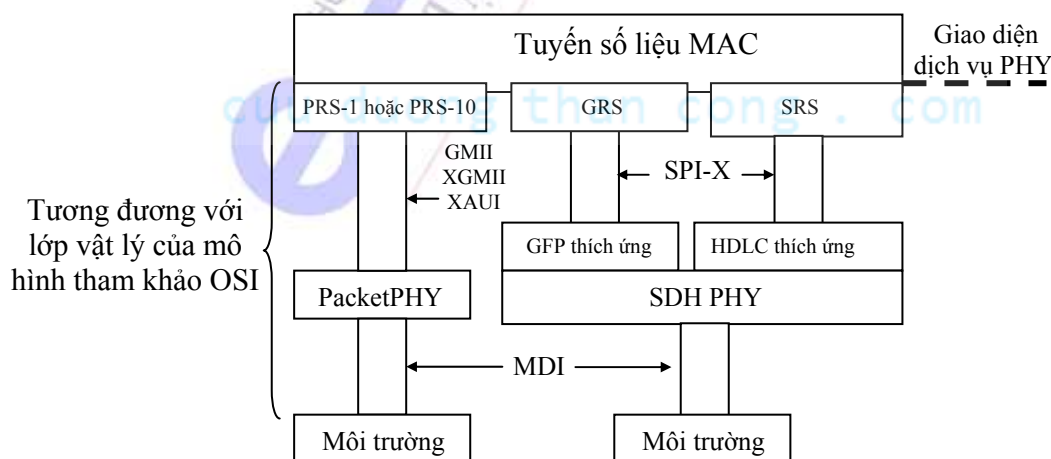 Tuyến số liệu MAC
Giao diện
dịch vụ PHY
PRS-1 hoặc PRS-10
GRS
SRS
cuu duong than cong . com
GMII
XGMII
XAUI
SPI-X
Tương đương với
lớp vật lý của mô
hình tham khảo OSI
GFP thích ứng
HDLC thích ứng
PacketPHY
SDH PHY
MDI
Môi trường
Môi trường